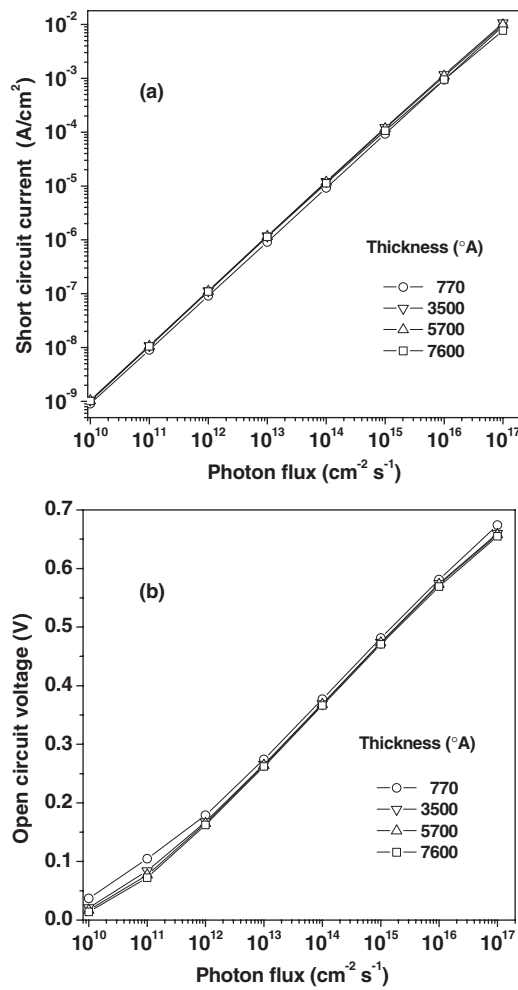 10⁻²
10⁻³
10⁻⁴
10⁻⁵
10⁻⁶
10⁻⁷
10⁻⁸
10⁻⁹
Short circuit current (A/cm²)
(a)
Thickness (°A)
770
3500
5700
7600
10¹⁰ 10¹¹ 10¹² 10¹³ 10¹⁴ 10¹⁵ 10¹⁶ 10¹⁷
Photon flux (cm⁻² s⁻¹)
0.7
0.6
0.5
0.4
0.3
0.2
0.1
0.0
Open circuit voltage (V)
(b)
Thickness (°A)
770
3500
5700
7600
10¹⁰ 10¹¹ 10¹² 10¹³ 10¹⁴ 10¹⁵ 10¹⁶ 10¹⁷
Photon flux (cm⁻² s⁻¹)